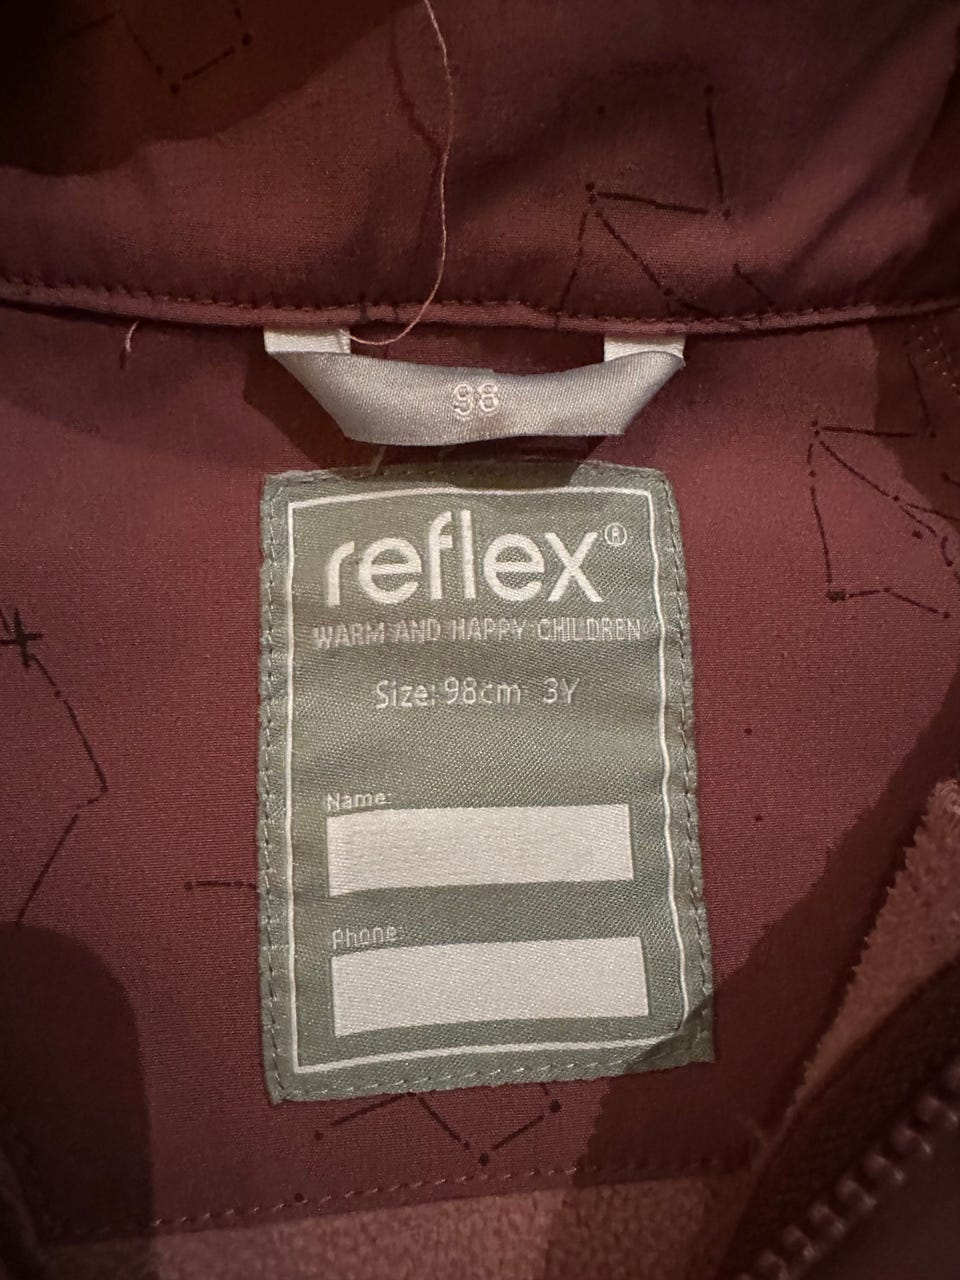 98
reflex®
WARM AND HAPPY CHILDREN
Size: 98cm 3Y
Name:
Phone: